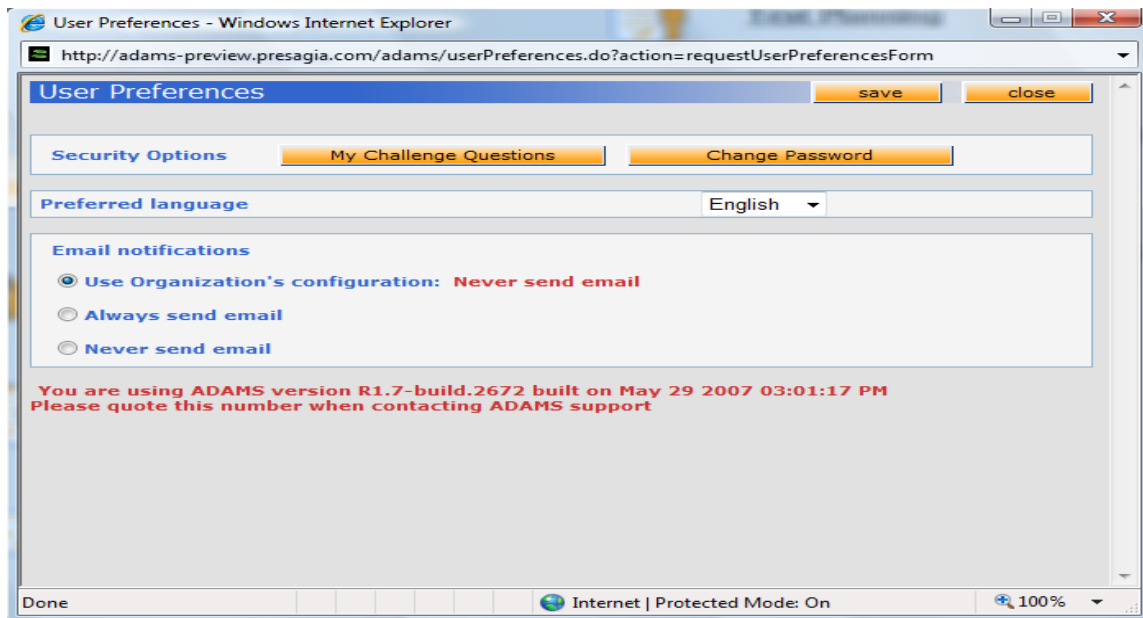 User Preferences - Windows Internet Explorer
http://adams-preview.presagia.com/adams/userPreferences.do?action=requestUserPreferencesForm
User Preferences save close
Security Options My Challenge Questions Change Password
Preferred language English
Email notifications
Use Organization's configuration: Never send email
Always send email
Never send email
You are using ADAMS version R1.7-build.2672 built on May 29 2007 03:01:17 PM
Please quote this number when contacting ADAMS support
Done Internet | Protected Mode: On 100%